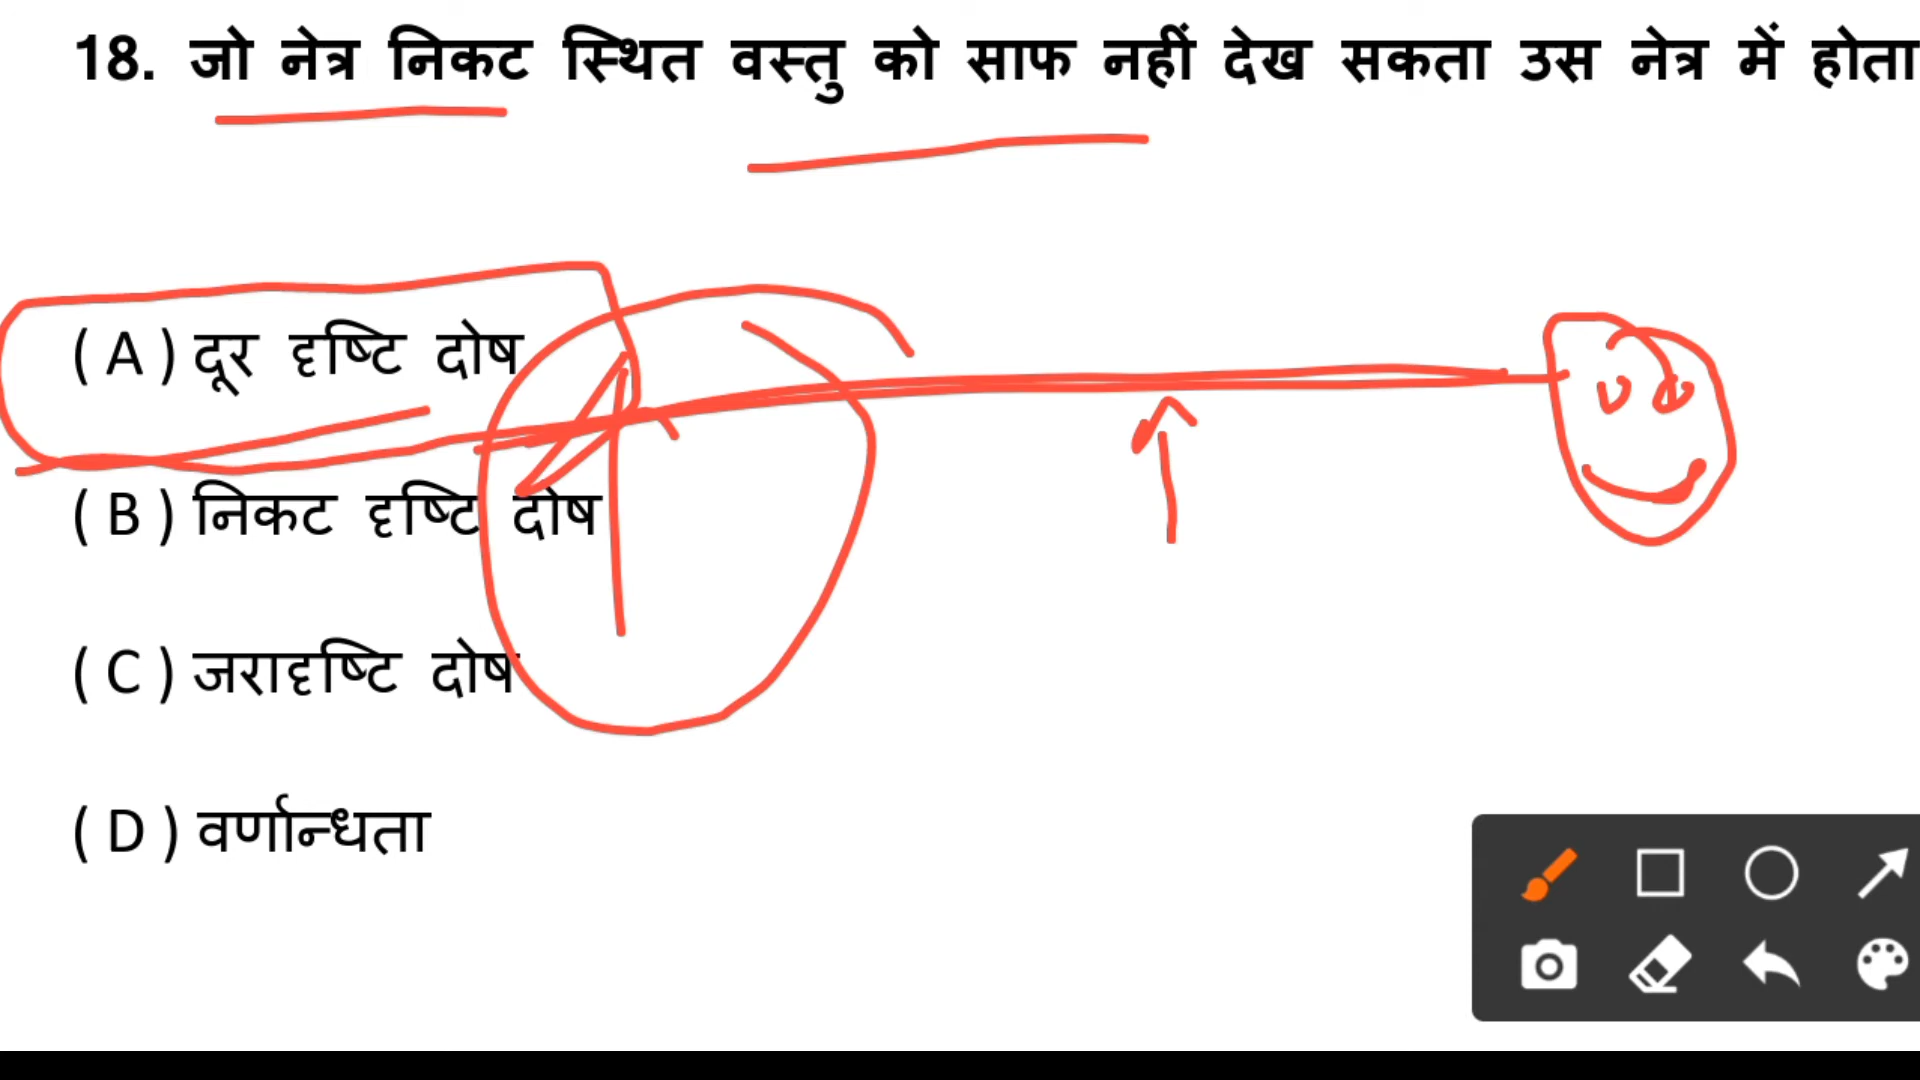 18. जो नेत्र निकट स्थित वस्तु को साफ नहीं देख सकता उस नेत्र में होता
( A ) दूर दृष्टि दोष
( B ) निकट दृष्टि दोष
( C ) जरादृष्टि दोष
( D ) वर्णान्धता